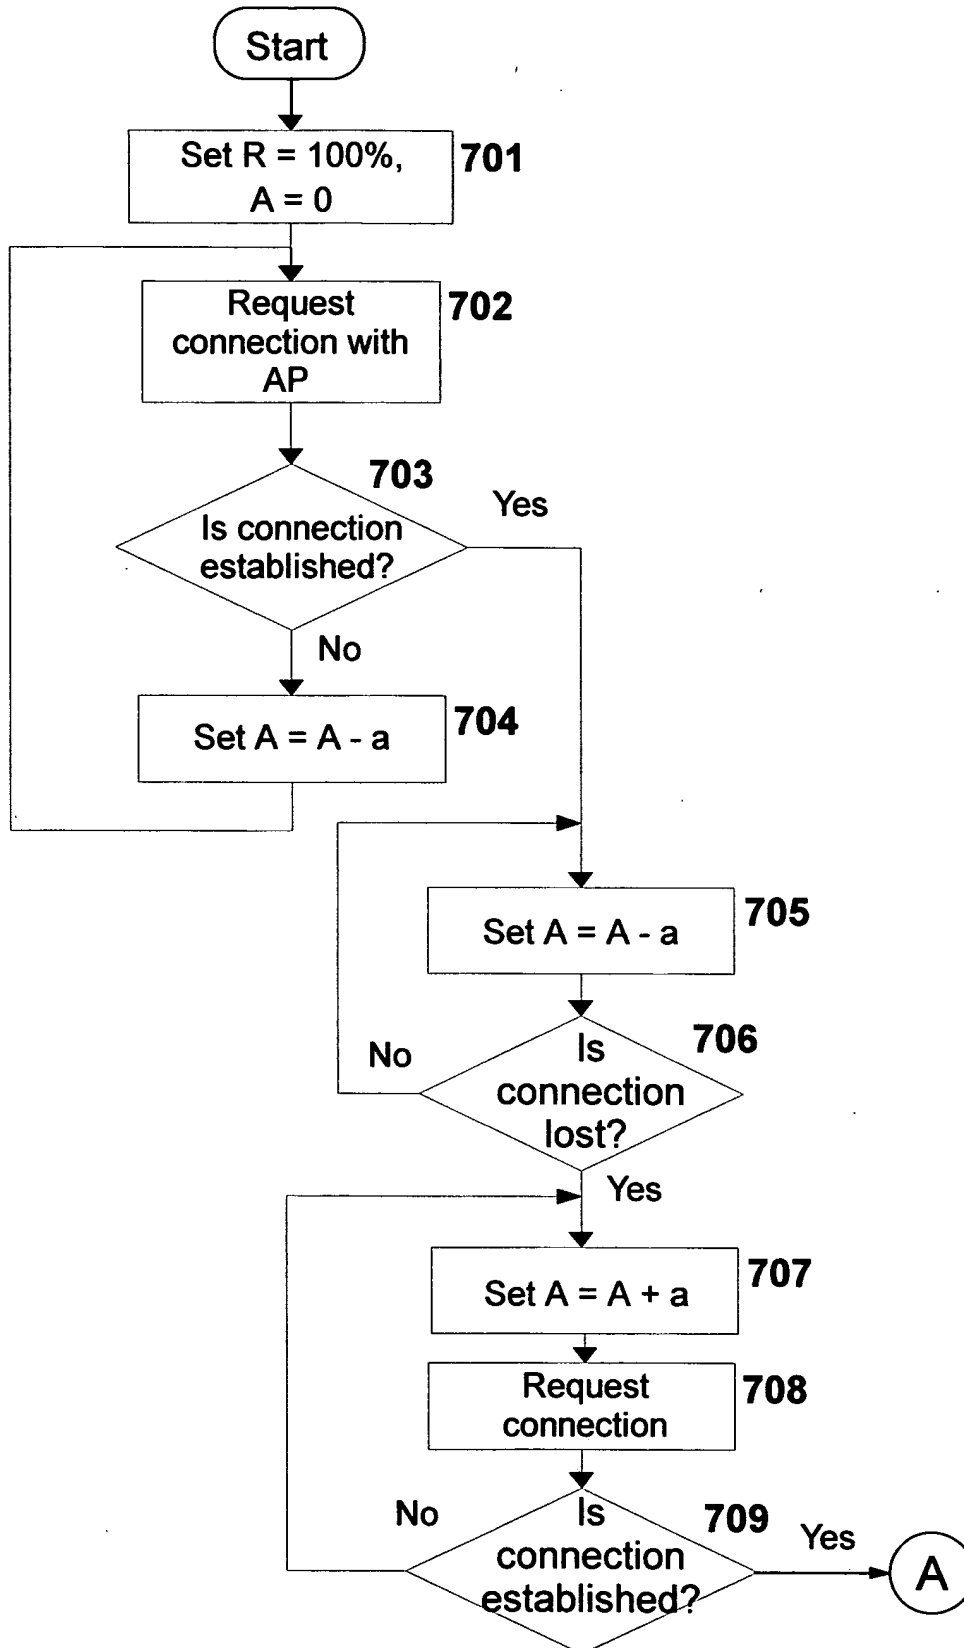 Start
Set R = 100%,
A = 0
701
Request
connection with
AP
702
703
Is connection
established?
Yes
No
Set A = A - a
704
Set A = A - a
705
Is
connection
lost?
706
No
Yes
Set A = A + a
707
Request
connection
708
Is
connection
established?
709
No
Yes
A